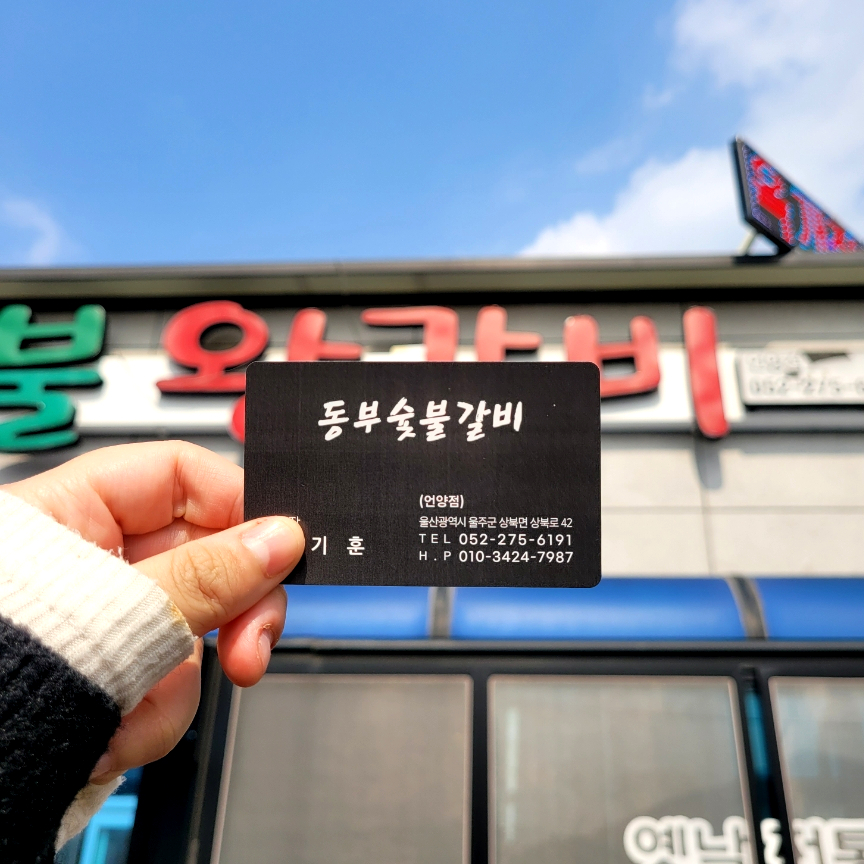 불 왕갈비
동부숯불갈비
(언양점)
울산광역시 울주군 상북면 상북로 42
TEL 052-275-6191
H.P 010-3424-7987
기 훈